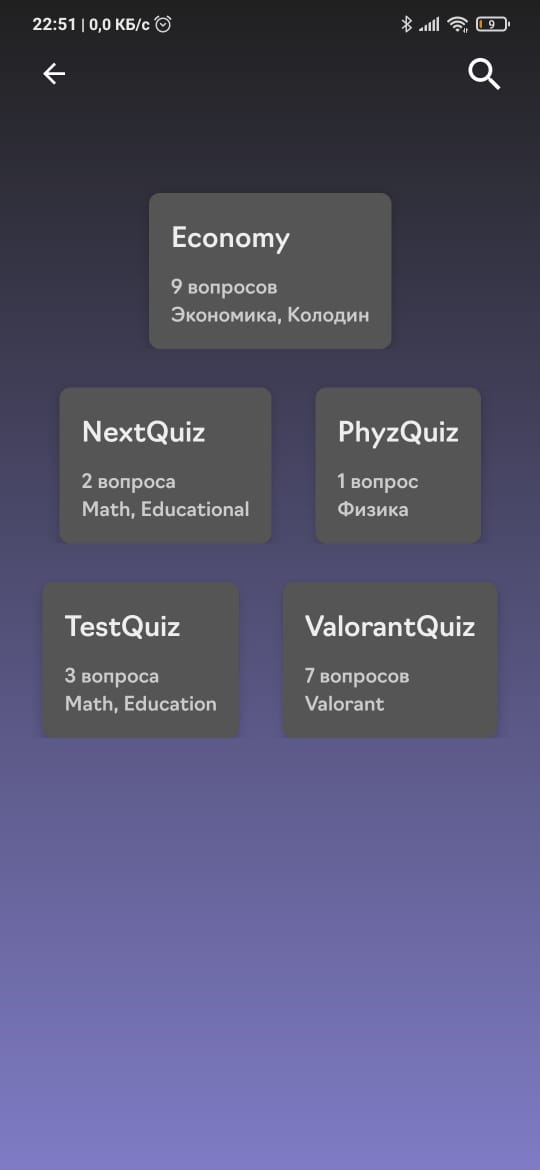 22:51 | 0,0 КБ/с
9
Economy
9 вопросов
Экономика, Колодин
NextQuiz
2 вопроса
Math, Educational
PhyzQuiz
1 вопрос
Физика
TestQuiz
3 вопроса
Math, Education
ValorantQuiz
7 вопросов
Valorant